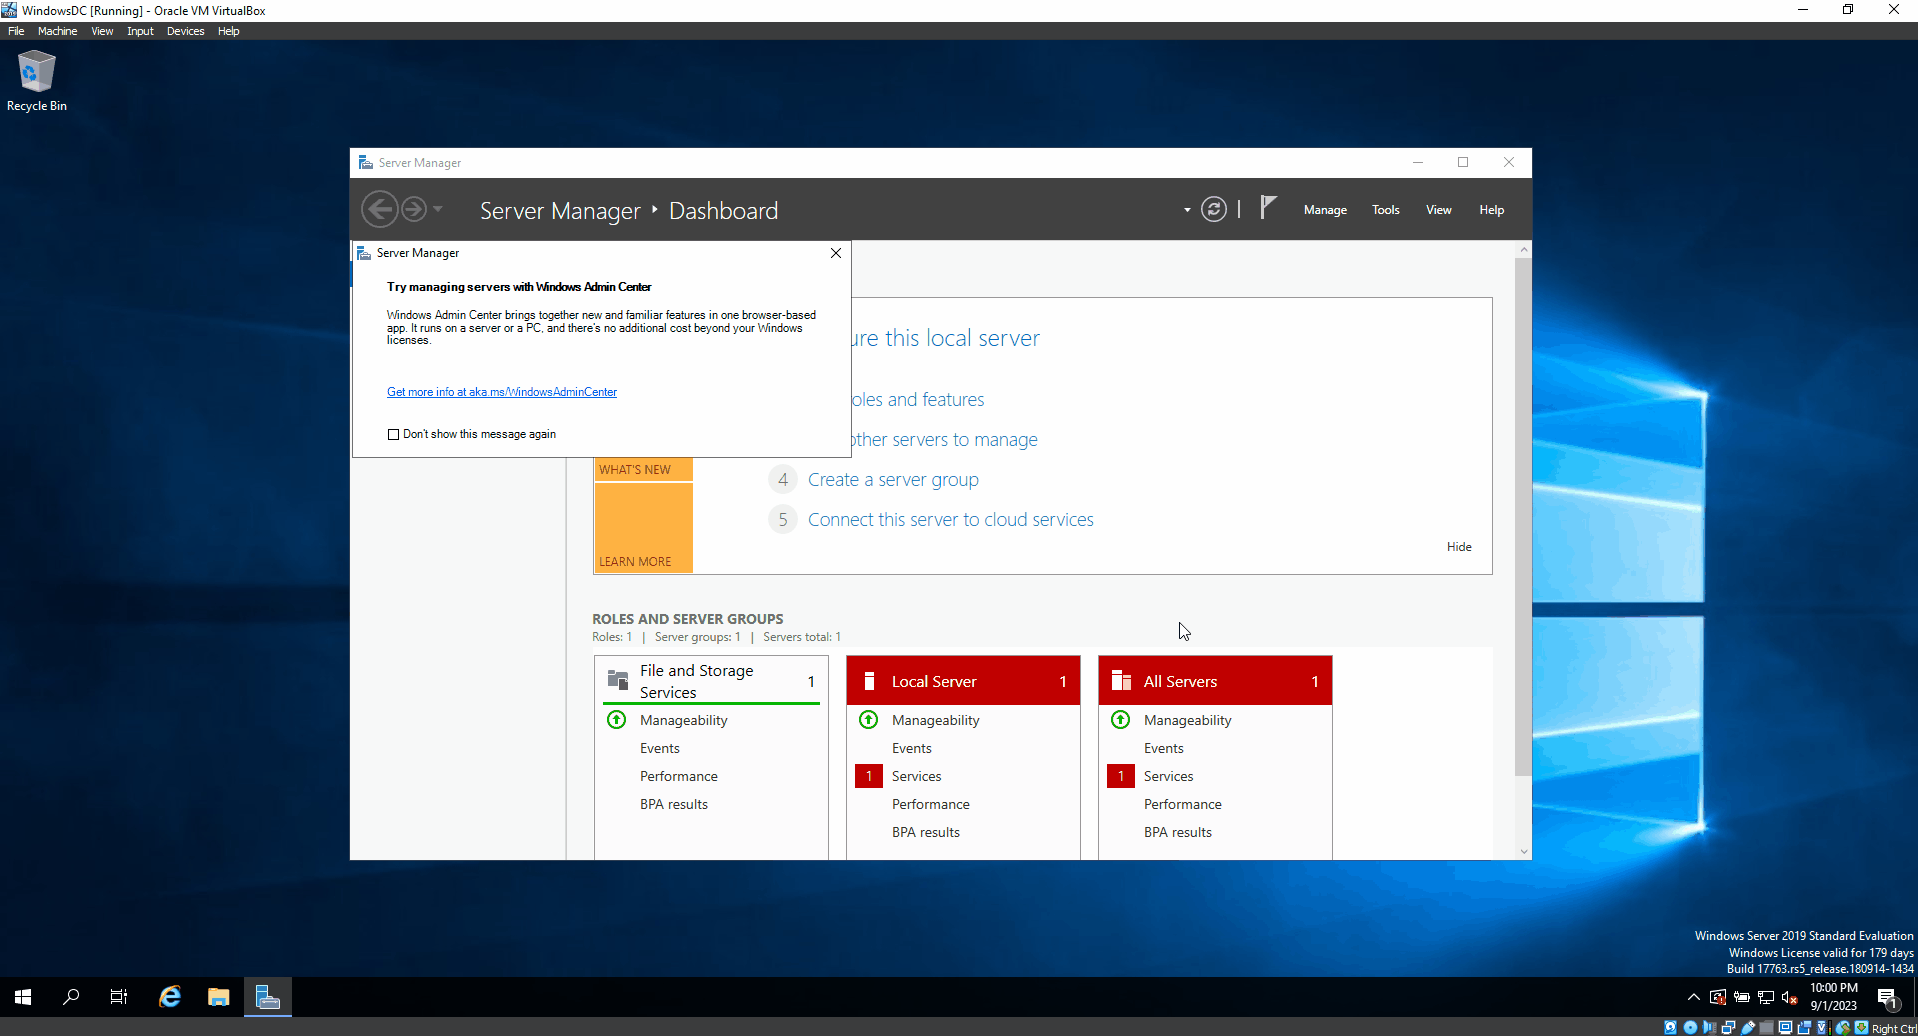 WindowsDC [Running] - Oracle VM VirtualBox
File Machine View Input Devices Help
Recycle Bin
Server Manager
Server Manager Dashboard
Manage Tools View Help
Server Manager
Try managing servers with Windows Admin Center
Windows Admin Center brings together new and familiar features in one browser-based
app. It runs on a server or a PC, and there's no additional cost beyond your Windows
licenses.
Get more info at aka.ms/WindowsAdminCenter
Don't show this message again
ure this local server
oles and features
other servers to manage
4 Create a server group
5 Connect this server to cloud services
WHAT'S NEW
LEARN MORE
Hide
ROLES AND SERVER GROUPS
Roles: 1 | Server groups: 1 | Servers total: 1
File and Storage
Services
1
Manageability
Events
Performance
BPA results
Local Server 1
Manageability
Events
1 Services
Performance
BPA results
All Servers 1
Manageability
Events
1 Services
Performance
BPA results
Windows Server 2019 Standard Evaluation
Windows License valid for 179 days
Build 17763.rs5_release.180914-1434
10:00 PM
9/1/2023
1
Right Ctrl